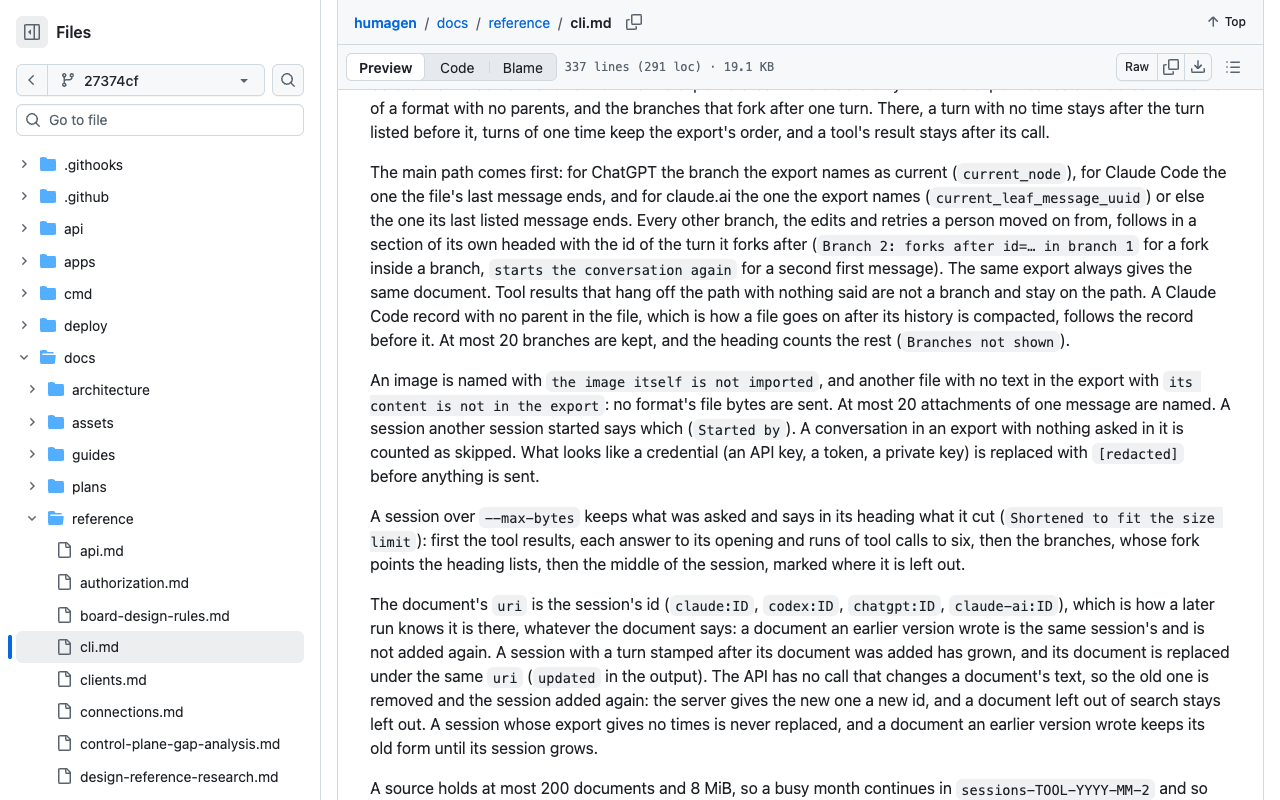 Files
humagen / docs / reference / cli.md
Top
27374cf
Preview Code Blame 337 lines (291 loc) · 19.1 KB Raw
Go to file
.githooks
.github
api
apps
cmd
deploy
docs
architecture
assets
guides
plans
reference
api.md
authorization.md
board-design-rules.md
cli.md
clients.md
connections.md
control-plane-gap-analysis.md
design-reference-research.md
of a format with no parents, and the branches that fork after one turn. There, a turn with no time stays after the turn
listed before it, turns of one time keep the export's order, and a tool's result stays after its call.
The main path comes first: for ChatGPT the branch the export names as current ( current_node ), for Claude Code the
one the file's last message ends, and for claude.ai the one the export names ( current_leaf_message_uuid ) or else
the one its last listed message ends. Every other branch, the edits and retries a person moved on from, follows in a
section of its own headed with the id of the turn it forks after ( Branch 2: forks after id=… in branch 1 for a fork
inside a branch, starts the conversation again for a second first message). The same export always gives the
same document. Tool results that hang off the path with nothing said are not a branch and stay on the path. A Claude
Code record with no parent in the file, which is how a file goes on after its history is compacted, follows the record
before it. At most 20 branches are kept, and the heading counts the rest ( Branches not shown ).
An image is named with the image itself is not imported , and another file with no text in the export with its
content is not in the export : no format's file bytes are sent. At most 20 attachments of one message are named. A
session another session started says which ( Started by ). A conversation in an export with nothing asked in it is
counted as skipped. What looks like a credential (an API key, a token, a private key) is replaced with [redacted]
before anything is sent.
A session over --max-bytes keeps what was asked and says in its heading what it cut ( Shortened to fit the size
limit ): first the tool results, each answer to its opening and runs of tool calls to six, then the branches, whose fork
points the heading lists, then the middle of the session, marked where it is left out.
The document's uri is the session's id ( claude:ID , codex:ID , chatgpt:ID , claude-ai:ID ), which is how a later
run knows it is there, whatever the document says: a document an earlier version wrote is the same session's and is
not added again. A session with a turn stamped after its document was added has grown, and its document is replaced
under the same uri ( updated in the output). The API has no call that changes a document's text, so the old one is
removed and the session added again: the server gives the new one a new id, and a document left out of search stays
left out. A session whose export gives no times is never replaced, and a document an earlier version wrote keeps its
old form until its session grows.
A source holds at most 200 documents and 8 MiB, so a busy month continues in sessions-TOOL-YYYY-MM-2 and so